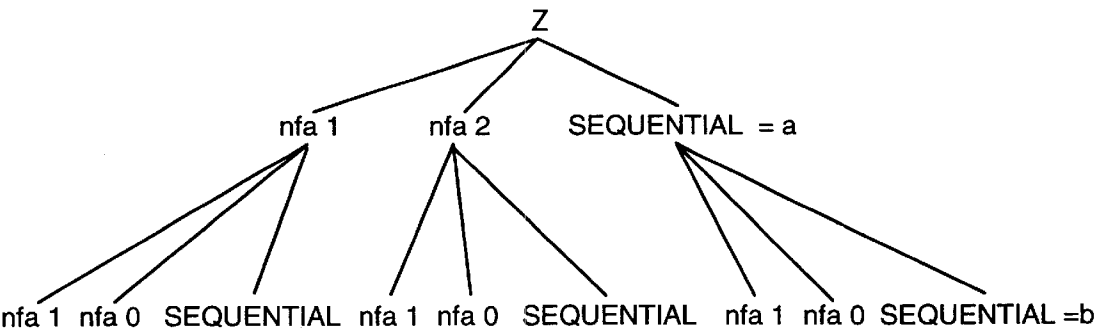 Z
nfa 1 nfa 2 SEQUENTIAL = a
nfa 1 nfa 0 SEQUENTIAL nfa 1 nfa 0 SEQUENTIAL nfa 1 nfa 0 SEQUENTIAL =b